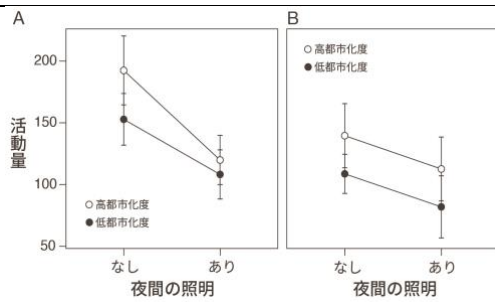 A
B
活動量
200
150
100
50
高都市化度
低都市化度
なし
あり
夜間の照明
高都市化度
低都市化度
なし
あり
夜間の照明